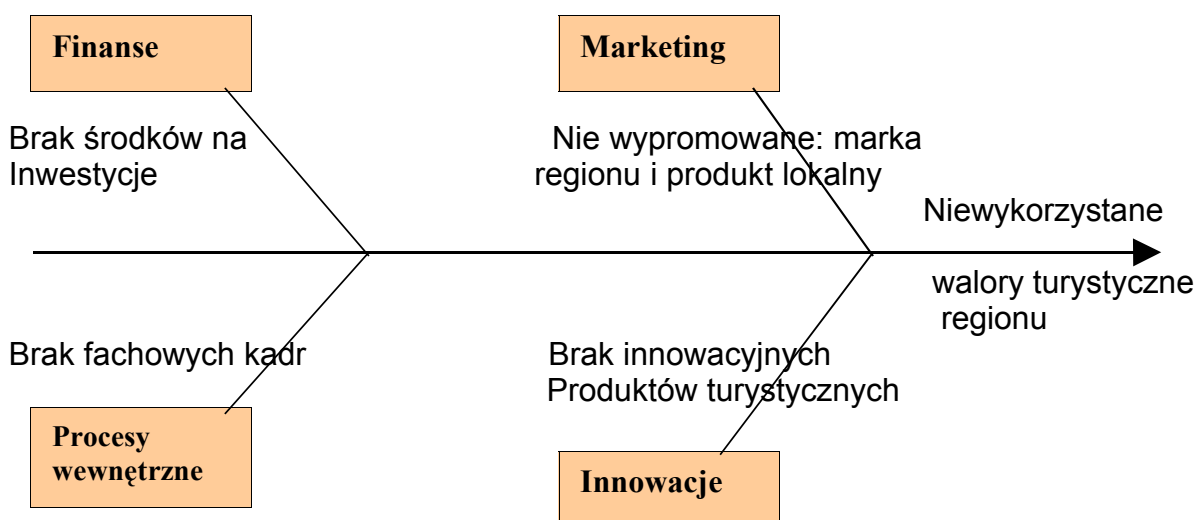 Finanse
Marketing
Brak środków na
Inwestycje
Nie wypromowane: marka
regionu i produkt lokalny
Niewykorzystane
walory turystyczne
regionu
Brak fachowych kadr
Brak innowacyjnych
Produktów turystycznych
Procesy
wewnętrzne
Innowacje